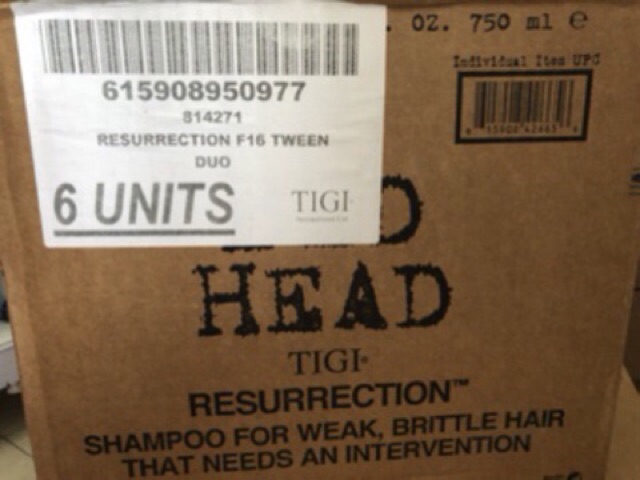 615908950977
814271
RESURRECTION F16 TWEEN
DUO
6 UNITS
TIGI
. OZ. 750 ml e
Individual Item UPC
HEAD
TIGI®
RESURRECTION™
SHAMPOO FOR WEAK, BRITTLE HAIR
THAT NEEDS AN INTERVENTION